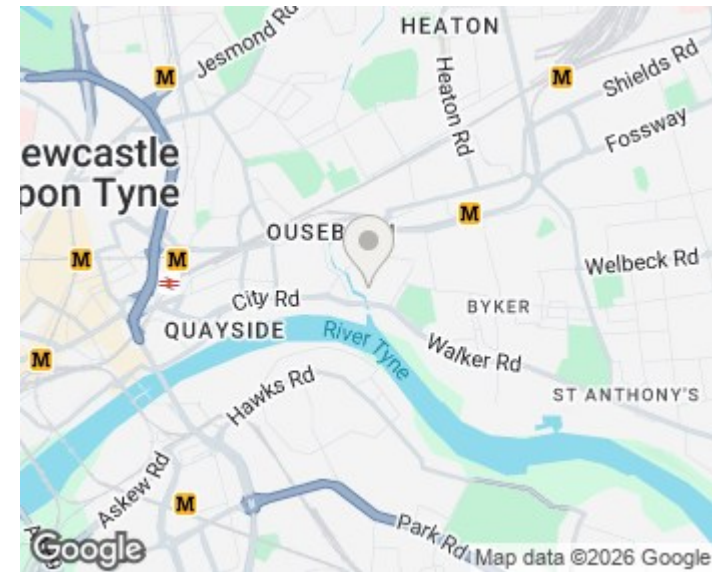 HEATON
Jesmond Rd
M
M
Shields Rd
Heaton Rd
Fossway
ewcastle
pon Tyne
M
OUSEB
M
M
M
Welbeck Rd
City Rd
BYKER
QUAYSIDE
River Tyne
Walker Rd
M
Hawks Rd
ST ANTHONY'S
Askew Rd
M
Park Rd
Google
Map data ©2026 Google